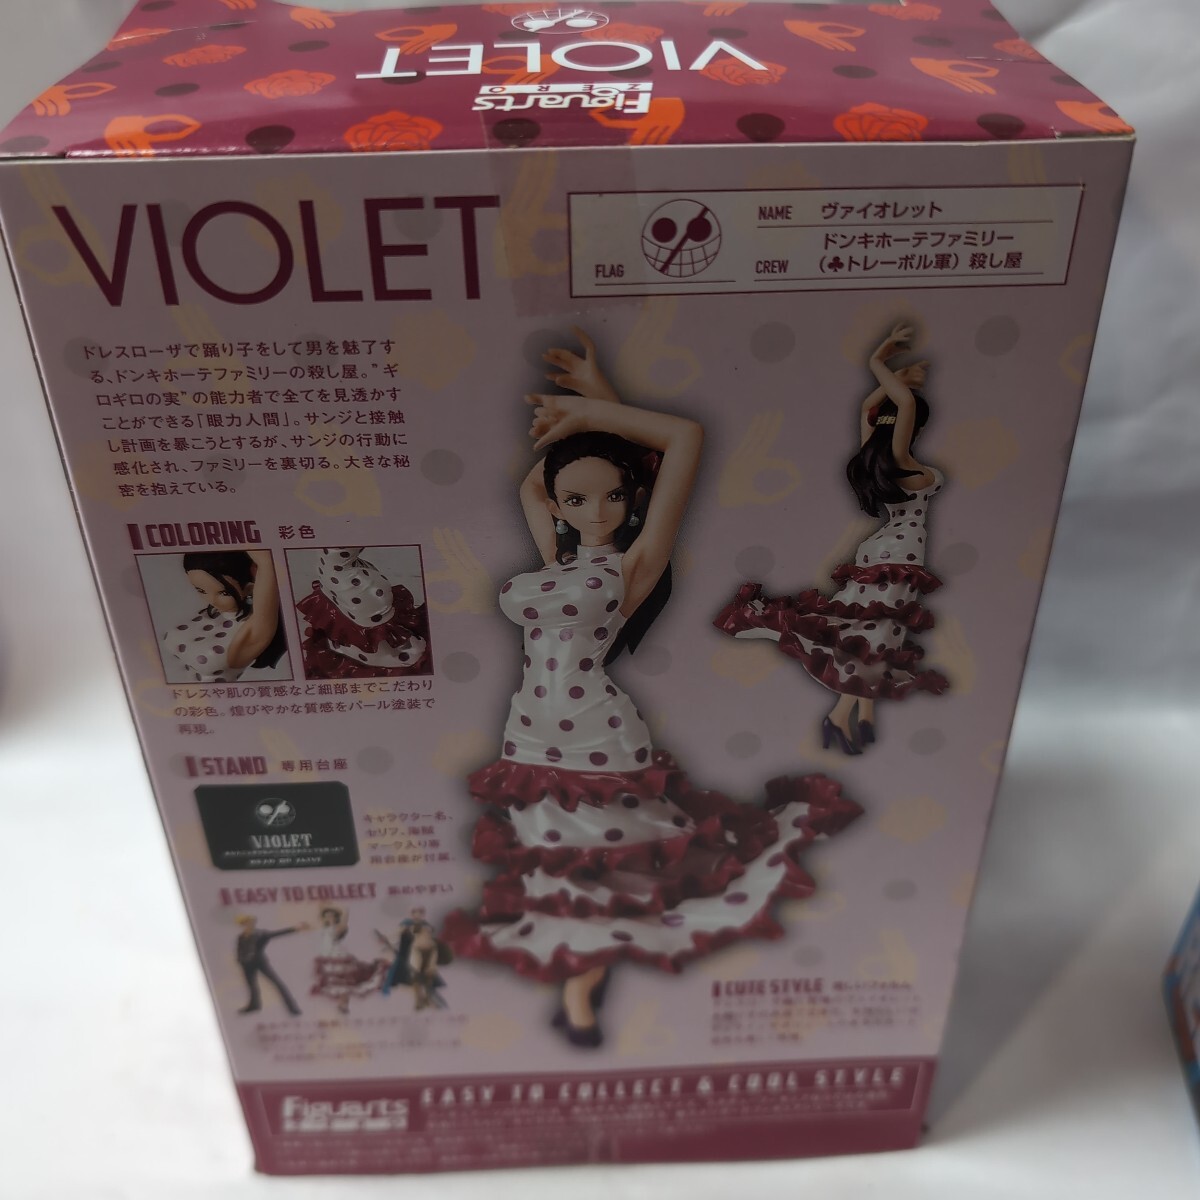 VIOLET
Figuarts
ZERO
VIOLET
FLAG
NAME ヴァイオレット
CREW ドンキホーテファミリー
(♣トレーボル軍) 殺し屋
ドレスローザで踊り子をして男を魅了す
る、ドンキホーテファミリーの殺し屋。"ギ
ロギロの実"の能力者で全てを見透かす
ことができる「眼力人間」。サンジと接触
し計画を暴こうとするが、サンジの行動に
感化され、ファミリーを裏切る。大きな秘
密を抱えている。
COLORING 彩色
ドレスや肌の質感など細部までこだわり
の彩色。煌びやかな質感をパール塗装で
再現。
STAND 専用台座
VIOLET
キャラクター名、
セリフ、海賊
マーク入り専
用台座が付属。
EASY TO COLLECT 集めやすい
CUTE STYLE
Figuarts
EASY TO COLLECT & COOL STYLE